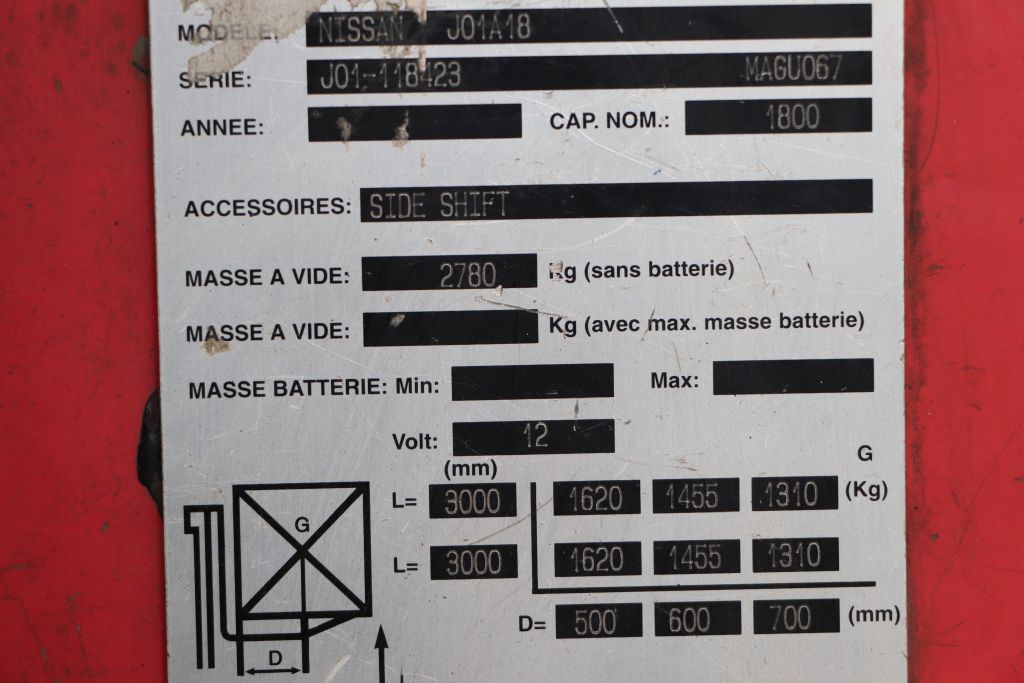 MODELE: NISSAN J01A18
SERIE: J01-118423 MAGU067
ANNEE: CAP. NOM.: 1800
ACCESSOIRES: SIDE SHIFT
MASSE A VIDE: 2780 Kg (sans batterie)
MASSE A VIDE: Kg (avec max. masse batterie)
MASSE BATTERIE: Min: Max:
Volt: 12
(mm) G
L= 3000 1620 1455 1310 (Kg)
G
L= 3000 1620 1455 1310
D= 500 600 700 (mm)
D